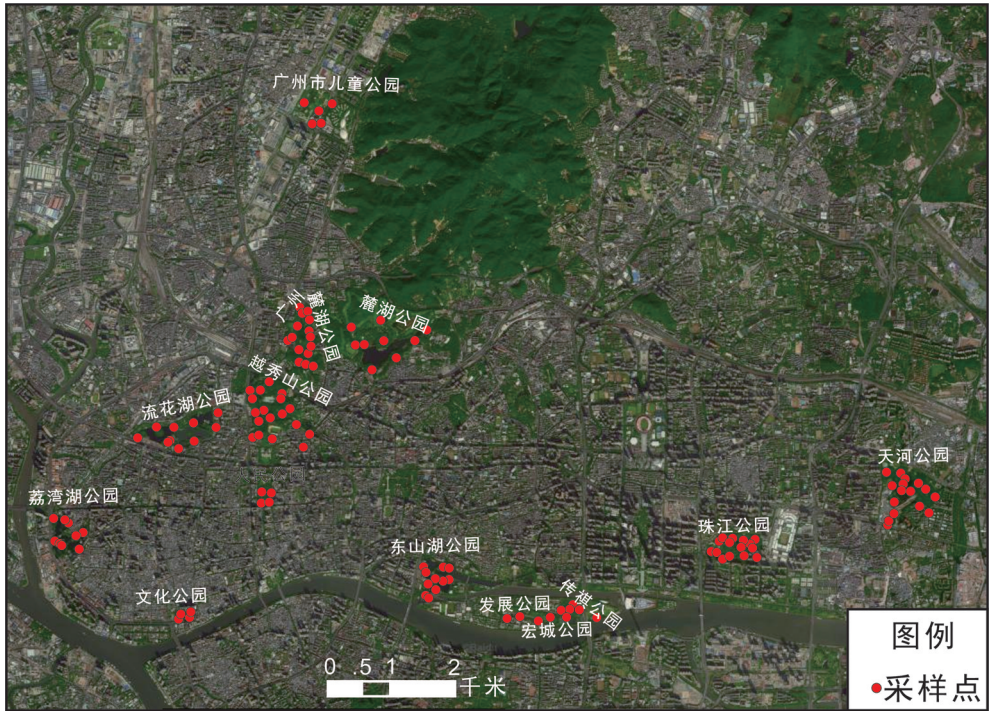 广州市儿童公园
广州
麓湖公园
麓湖公园
越秀山公园
流花湖公园
天河公园
荔湾湖公园
珠江公园
东山湖公园
文化公园
发展公园
传祺公园
宏城公园
0 .5 1 2
千米
图例
采样点